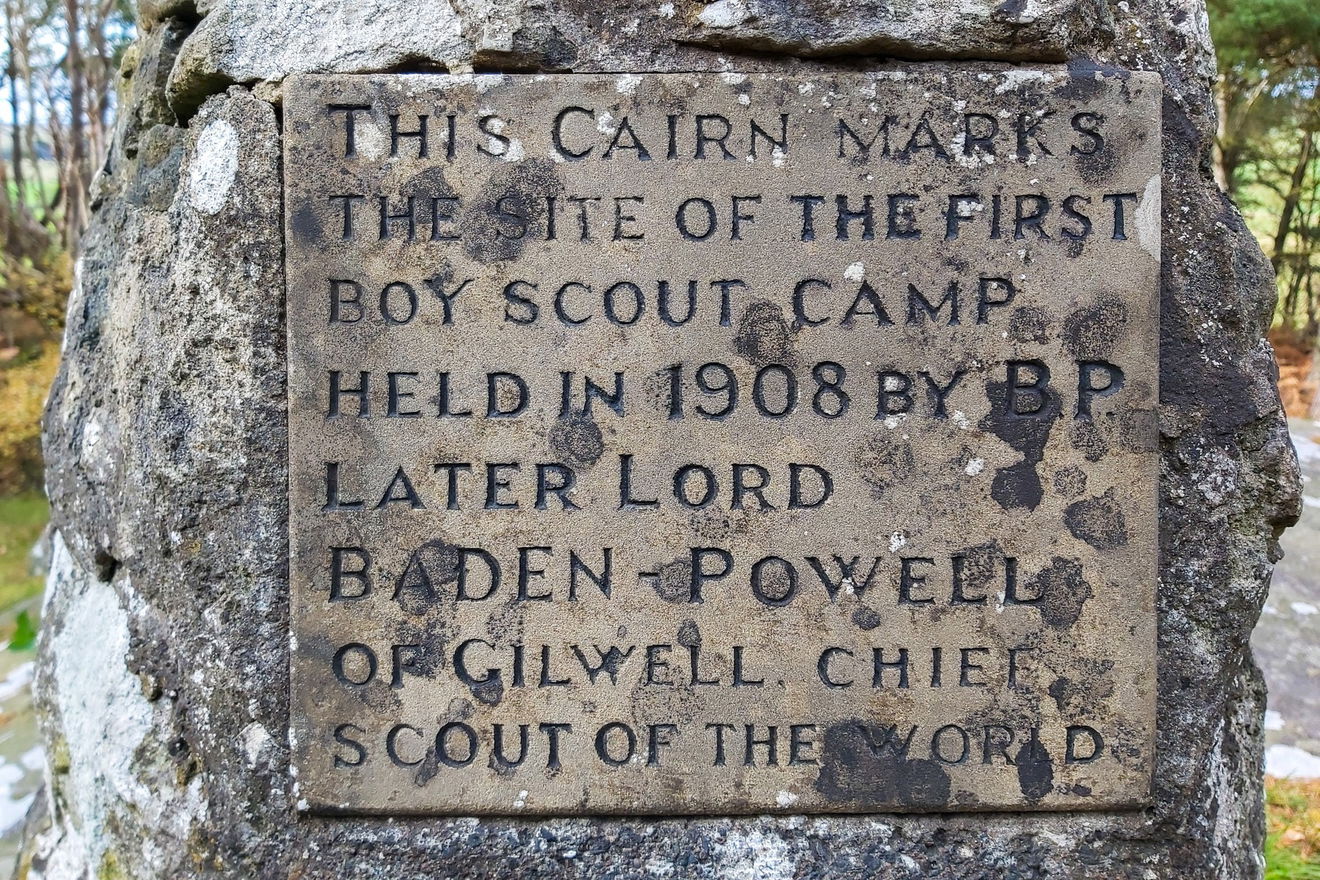 THIS CAIRN MARKS
THE SITE OF THE FIRST
BOY SCOUT CAMP
HELD IN 1908 BY B.P.
LATER LORD
BADEN-POWELL
OF GILWELL. CHIEF
SCOUT OF THE WORLD